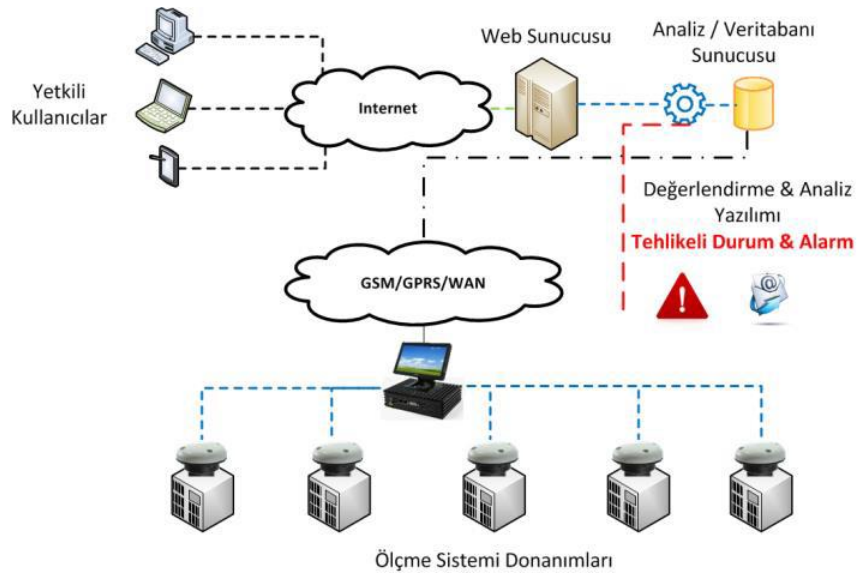 Web Sunucusu
Analiz / Veritabanı
Sunucusu
Yetkili
Kullanıcılar
Internet
Değerlendirme & Analiz
Yazılımı
Tehlikeli Durum & Alarm
GSM/GPRS/WAN
Ölçme Sistemi Donanımları